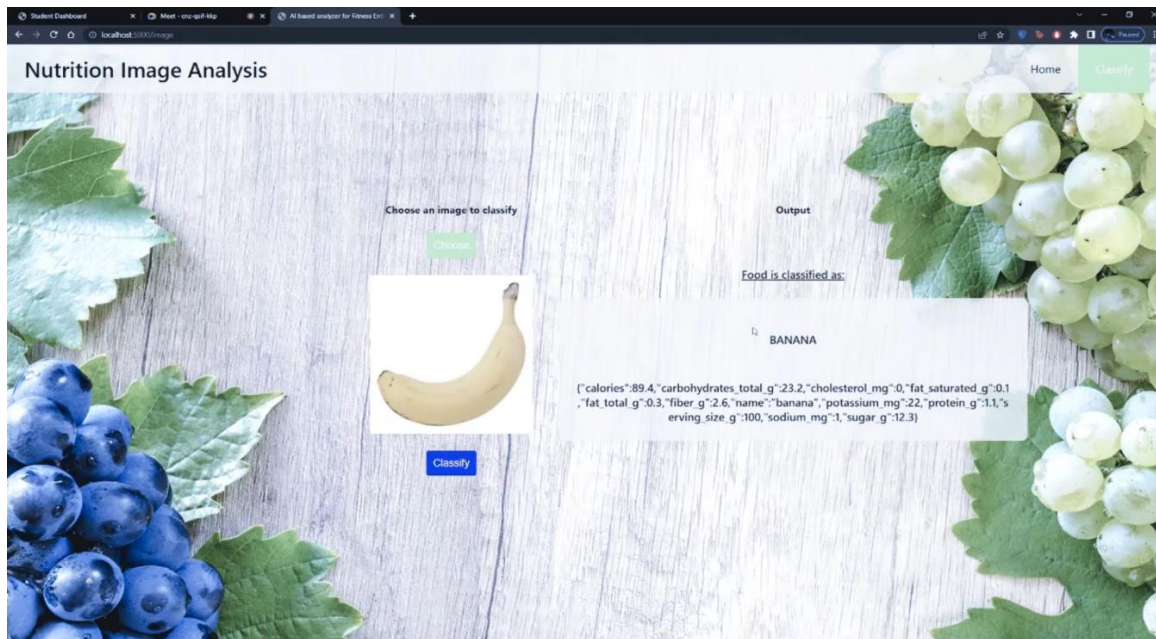 Student Dashboard
Meet - cnz-qsif-kkp
AI based analyzer for Fitness Ent
localhost:5000/image
Paused
Nutrition Image Analysis
Home
Classify
Choose an image to classify
Output
Choose
Food is classified as:
BANANA
{"calories":89.4,"carbohydrates_total_g":23.2,"cholesterol_mg":0,"fat_saturated_g":0.1
,"fat_total_g":0.3,"fiber_g":2.6,"name":"banana","potassium_mg":22,"protein_g":1.1,"s
erving_size_g":100,"sodium_mg":1,"sugar_g":12.3}
Classify